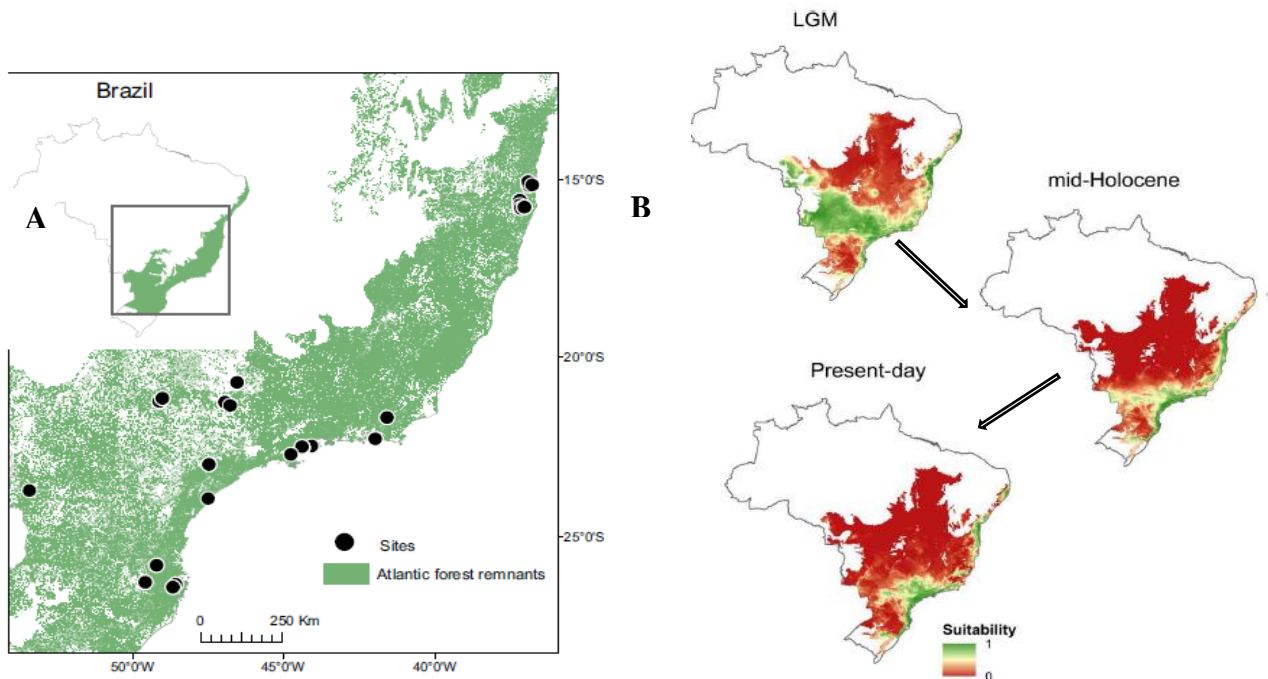 Brazil
A
15°0'S
20°0'S
25°0'S
Sites
Atlantic forest remnants
0 250 Km
50°0'W 45°0'W 40°0'W
B
LGM
mid-Holocene
Present-day
Suitability
1
0